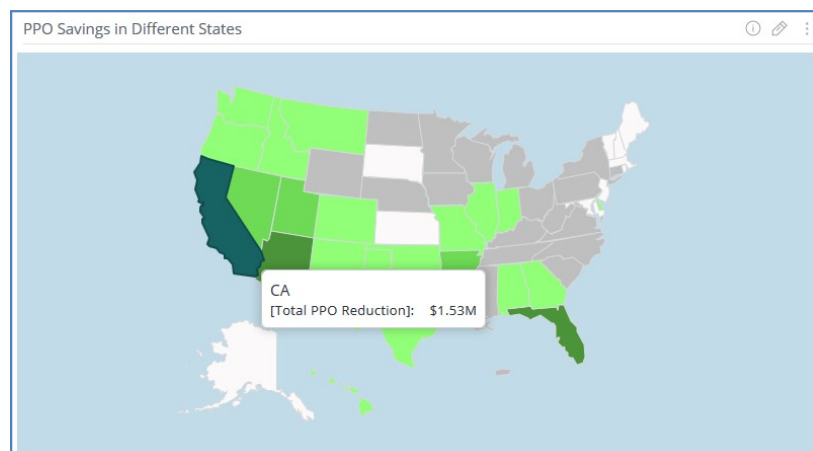 PPO Savings in Different States
CA
[Total PPO Reduction]: $1.53M